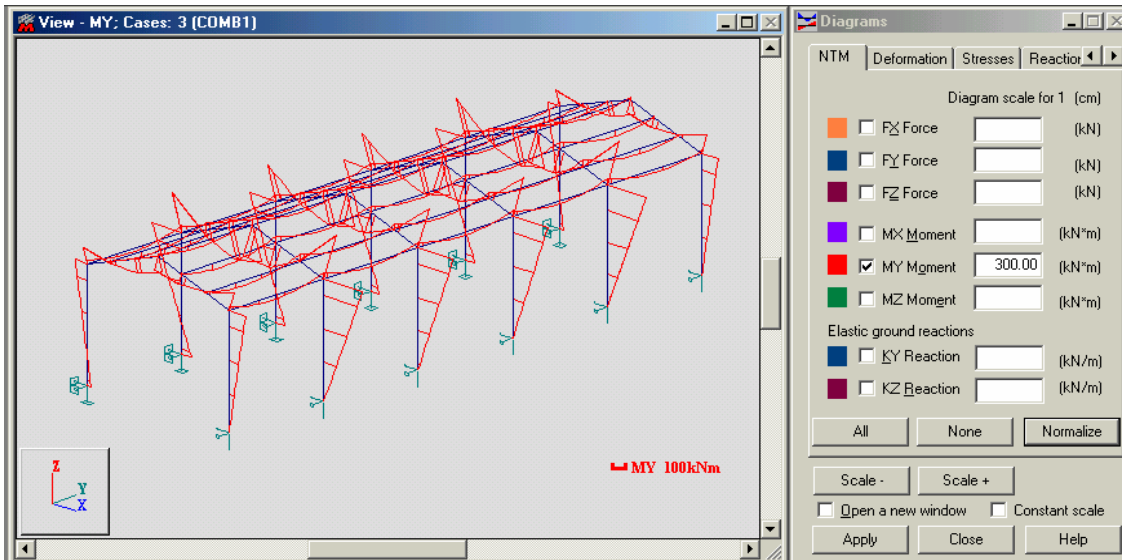 View - MY; Cases: 3 (COMB1)
MY 100kNm
Z
Y
X
Diagrams
NTM Deformation Stresses Reaction
Diagram scale for 1 (cm)
FX Force (kN)
FY Force (kN)
FZ Force (kN)
MX Moment (kN*m)
MY Moment 300.00 (kN*m)
MZ Moment (kN*m)
Elastic ground reactions
KY Reaction (kN/m)
KZ Reaction (kN/m)
All None Normalize
Scale - Scale +
Open a new window Constant scale
Apply Close Help